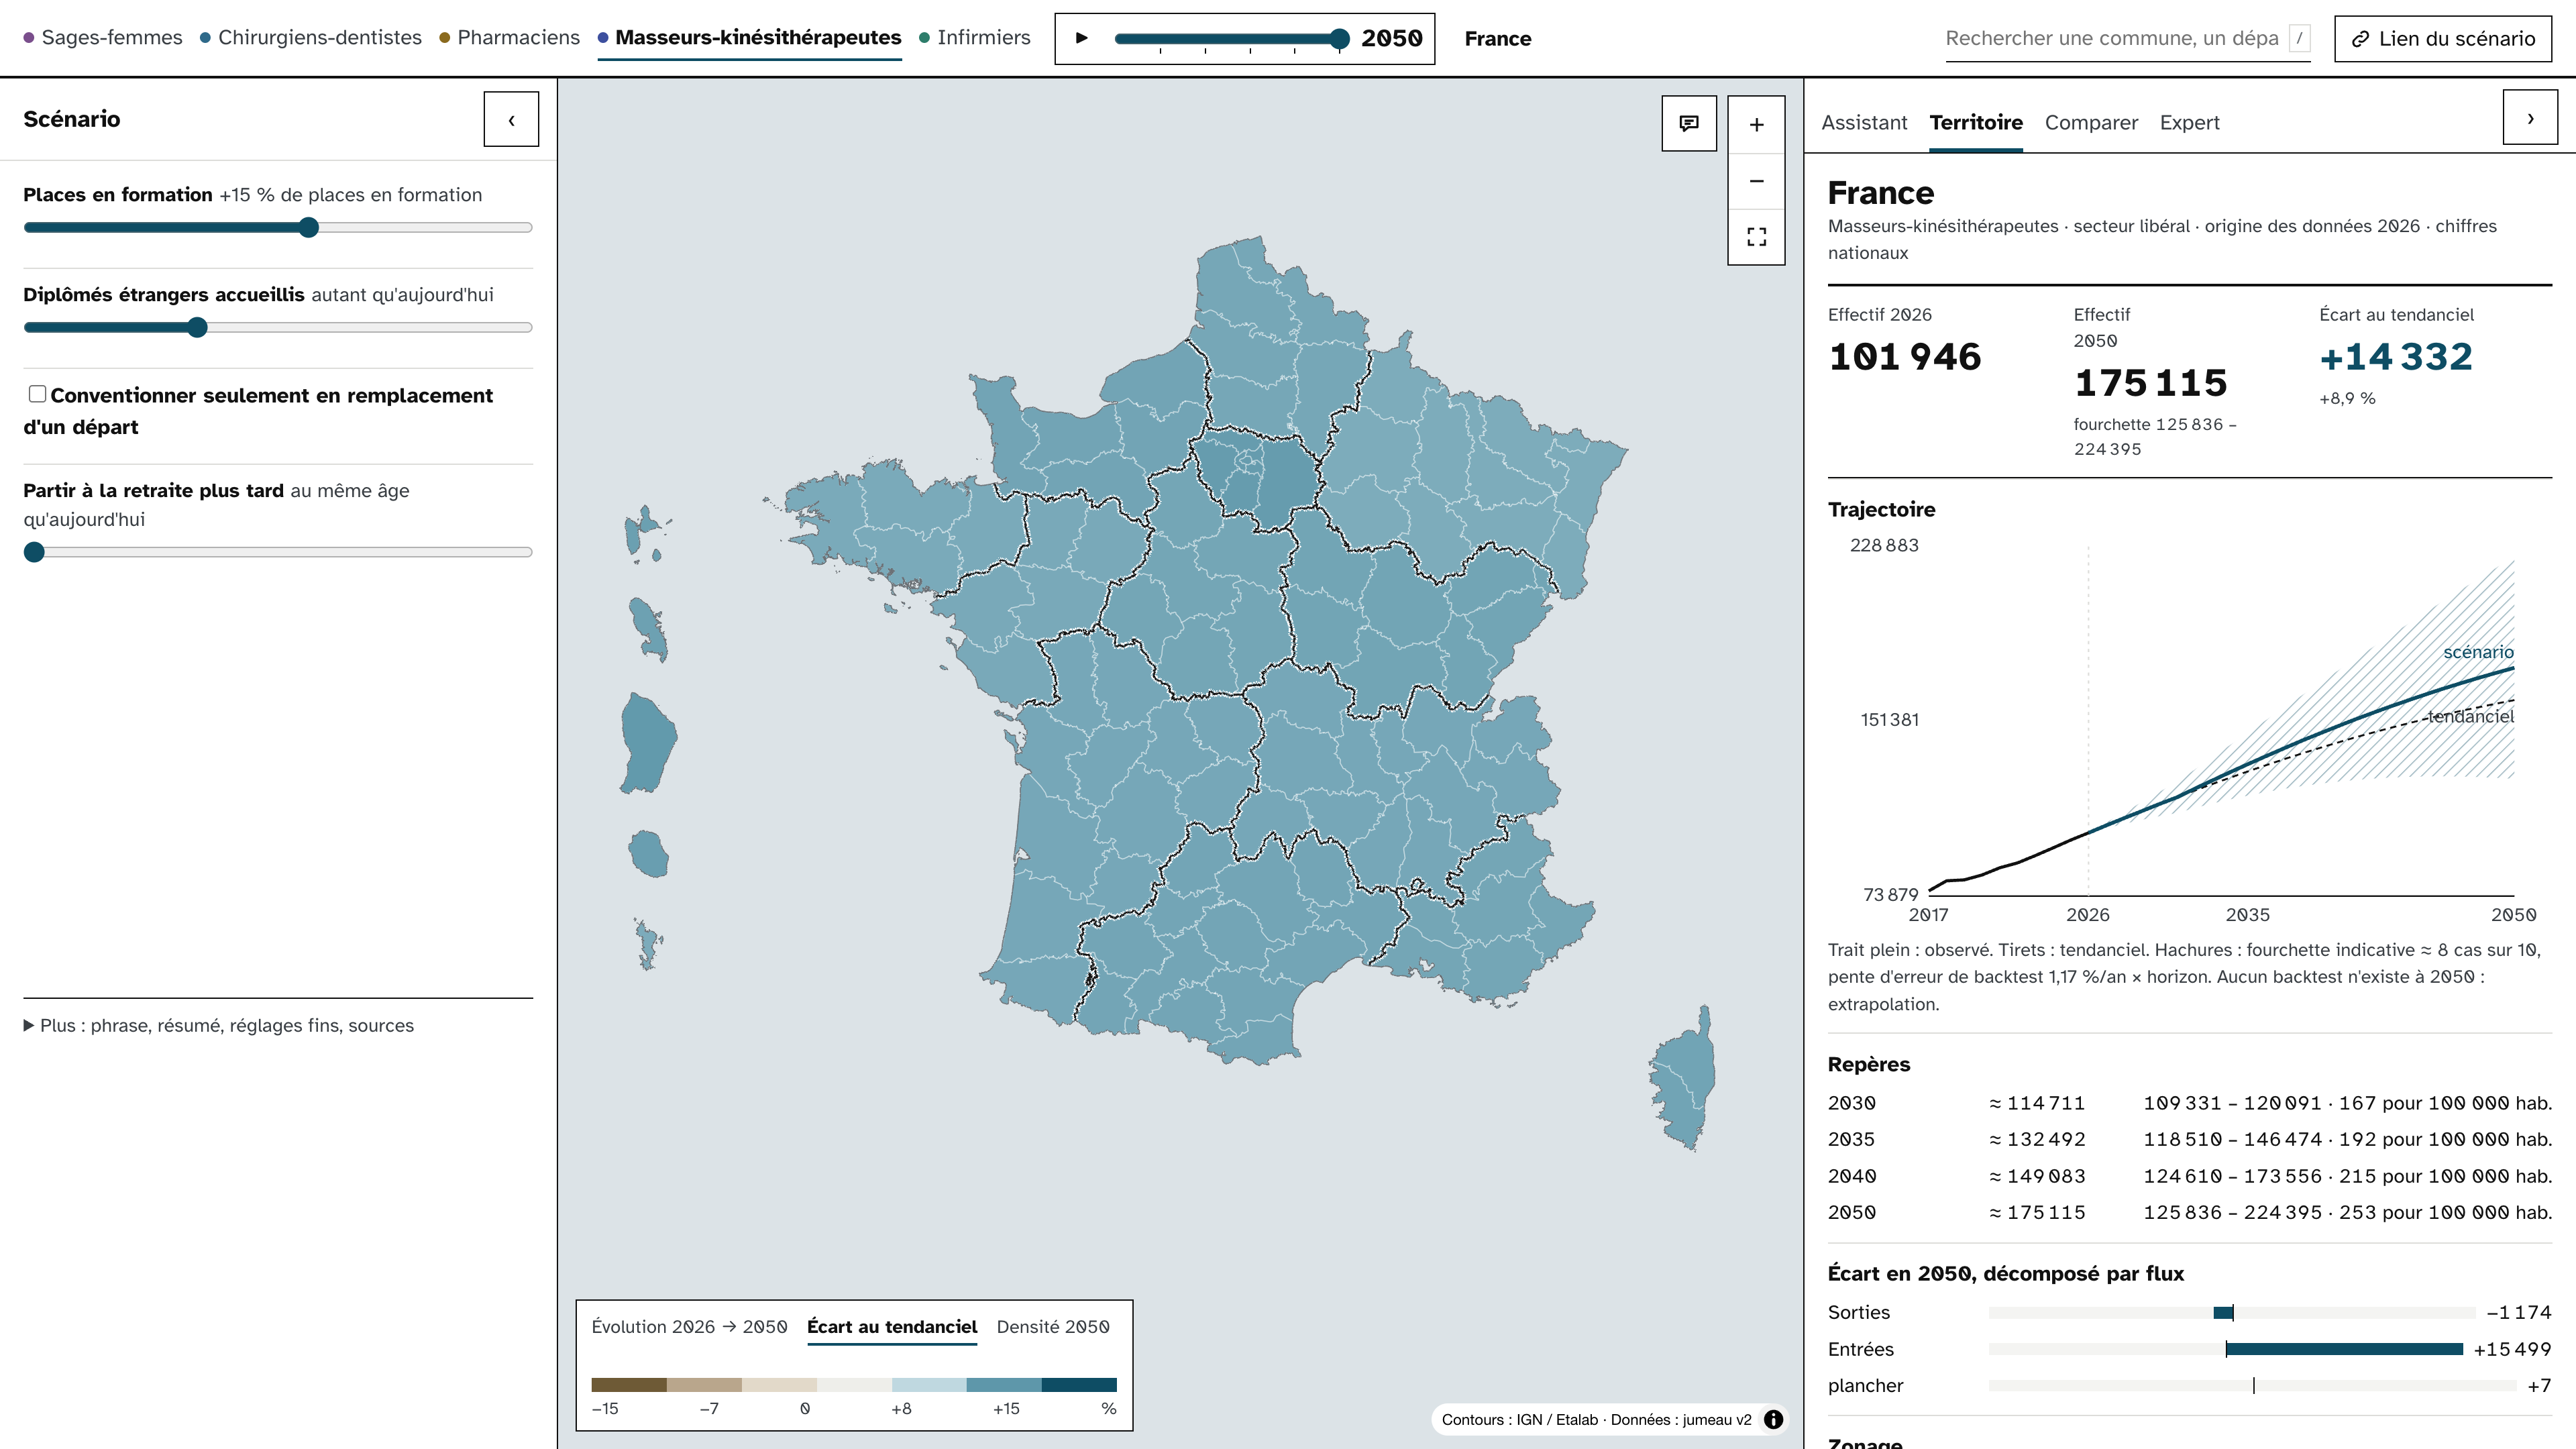 Sages-femmes Chirurgiens-dentistes Pharmaciens Masseurs-kinésithérapeutes Infirmiers 2050 France Rechercher une commune, un dépa / Lien du scénario
Scénario
Places en formation +15 % de places en formation
Diplômés étrangers accueillis autant qu'aujourd'hui
Conventionner seulement en remplacement
d'un départ
Partir à la retraite plus tard au même âge
qu'aujourd'hui
Plus : phrase, résumé, réglages fins, sources
Évolution 2026 → 2050 Écart au tendanciel Densité 2050
−15 −7 0 +8 +15 %
Contours : IGN / Etalab · Données : jumeau v2
Assistant Territoire Comparer Expert
France
Masseurs-kinésithérapeutes · secteur libéral · origine des données 2026 · chiffres
nationaux
Effectif 2026
101 946
Effectif
2050
175 115
fourchette 125 836 –
224 395
Écart au tendanciel
+14 332
+8,9 %
Trajectoire
228 883
scénario
151 381
tendanciel
73 879
2017 2026 2035 2050
Trait plein : observé. Tirets : tendanciel. Hachures : fourchette indicative ≈ 8 cas sur 10,
pente d'erreur de backtest 1,17 %/an × horizon. Aucun backtest n'existe à 2050 :
extrapolation.
Repères
2030 ≈ 114 711 109 331 – 120 091 · 167 pour 100 000 hab.
2035 ≈ 132 492 118 510 – 146 474 · 192 pour 100 000 hab.
2040 ≈ 149 083 124 610 – 173 556 · 215 pour 100 000 hab.
2050 ≈ 175 115 125 836 – 224 395 · 253 pour 100 000 hab.
Écart en 2050, décomposé par flux
Sorties −1 174
Entrées +15 499
plancher +7
Zonage